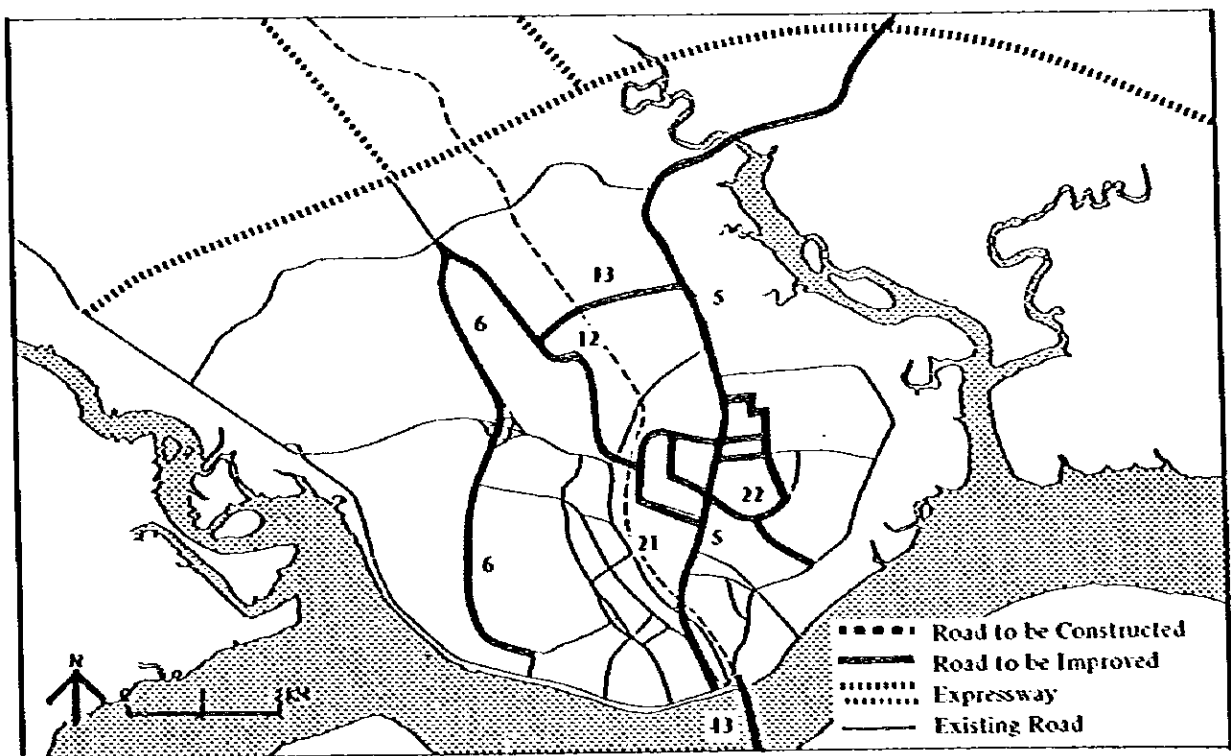 13
5
6
12
22
21
5
6
Road to be Constructed
Road to be Improved
Expressway
Existing Road
N